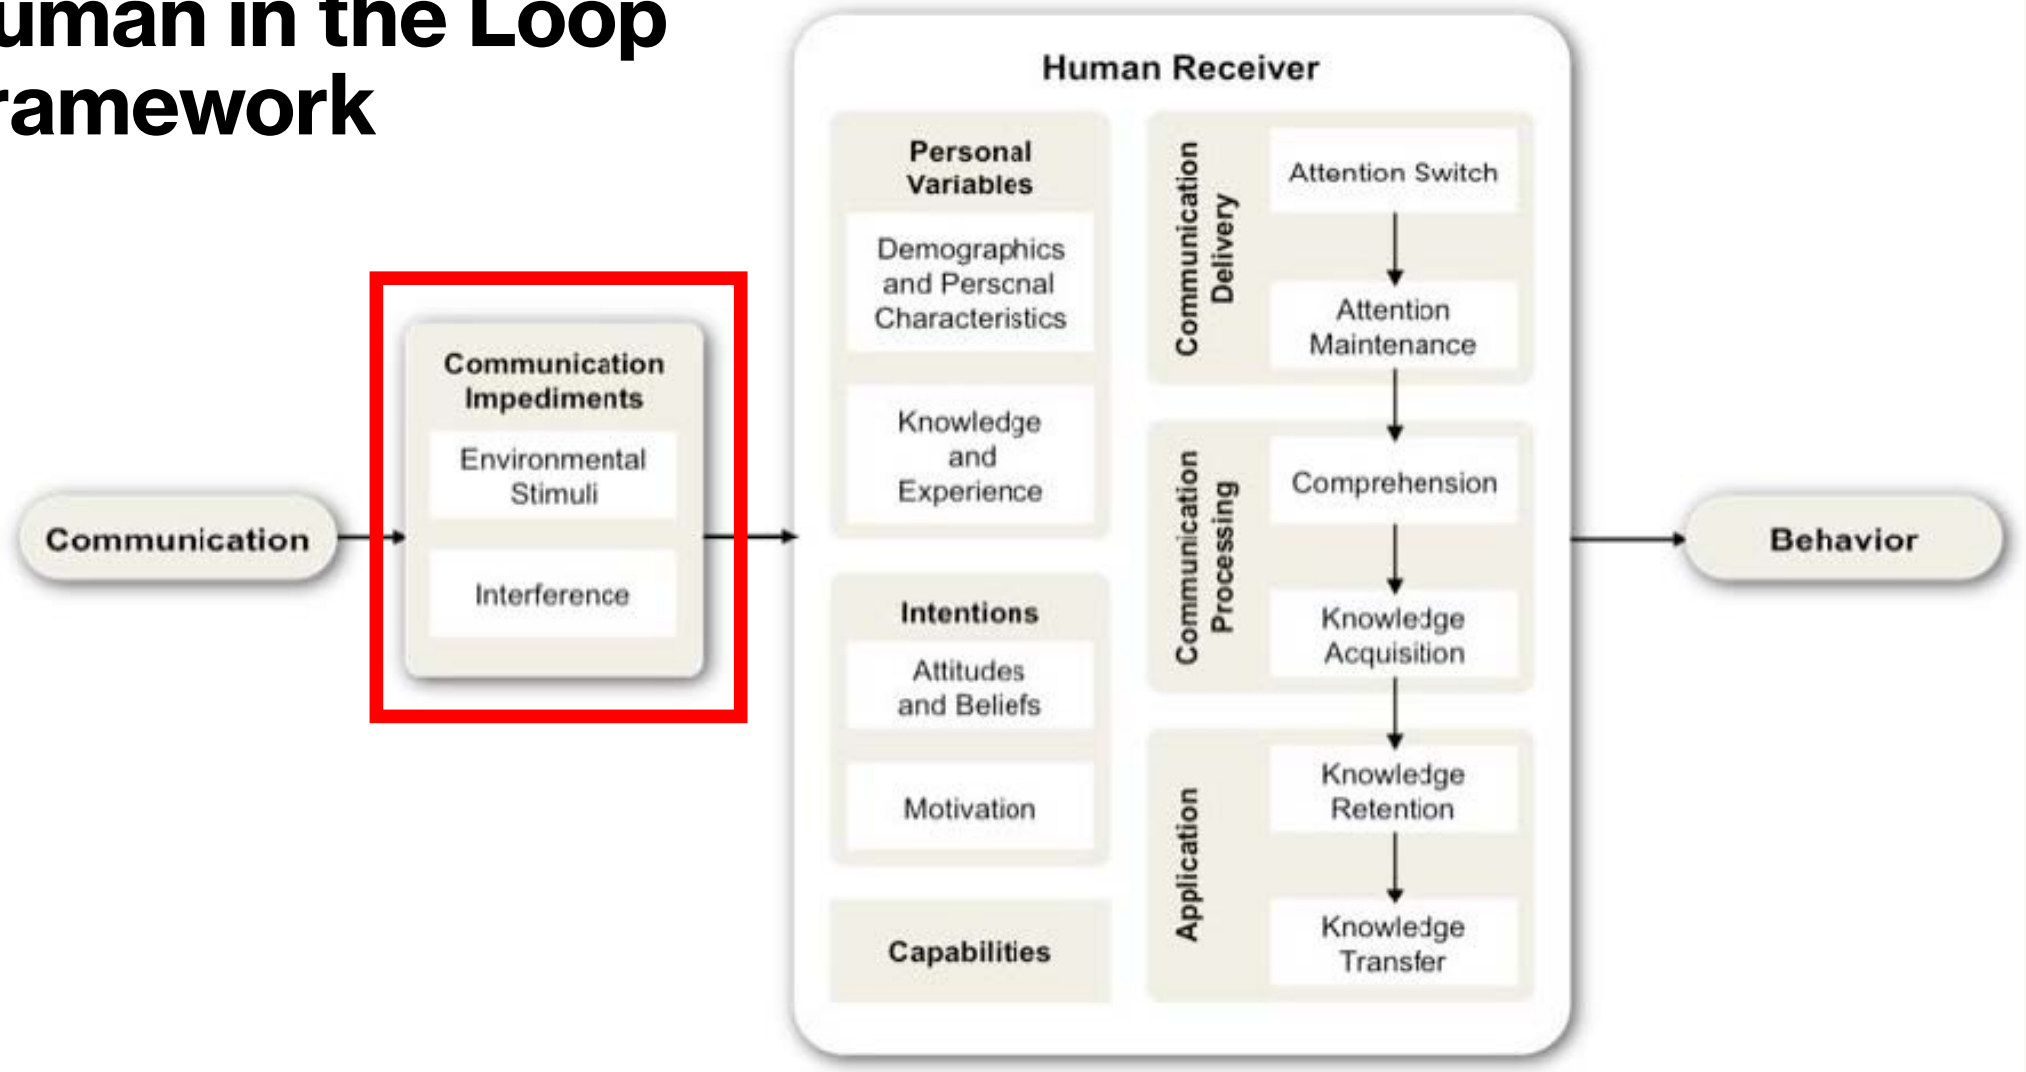 uman in the Loop
ramework
Human Receiver
Communication
Communication
Impediments
Environmental
Stimuli
Interference
Personal
Variables
Demographics
and Personal
Characteristics
Knowledge
and
Experience
Intentions
Attitudes
and Beliefs
Motivation
Capabilities
Communication
Delivery
Attention Switch
Attention
Maintenance
Communication
Processing
Comprehension
Knowledge
Acquisition
Application
Knowledge
Retention
Knowledge
Transfer
Behavior